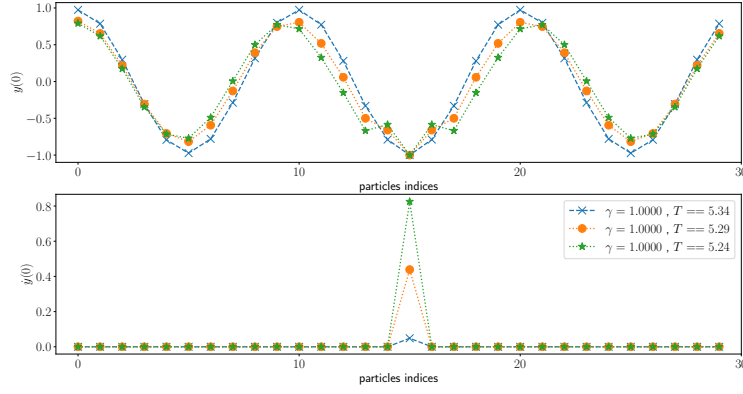 1.0
0.5
0.0
−0.5
−1.0
y(0)
0 10 20 30
particles indices
0.8
0.6
0.4
0.2
0.0
ẏ(0)
γ = 1.0000 , T == 5.34
γ = 1.0000 , T == 5.29
γ = 1.0000 , T == 5.24
0 10 20 30
particles indices